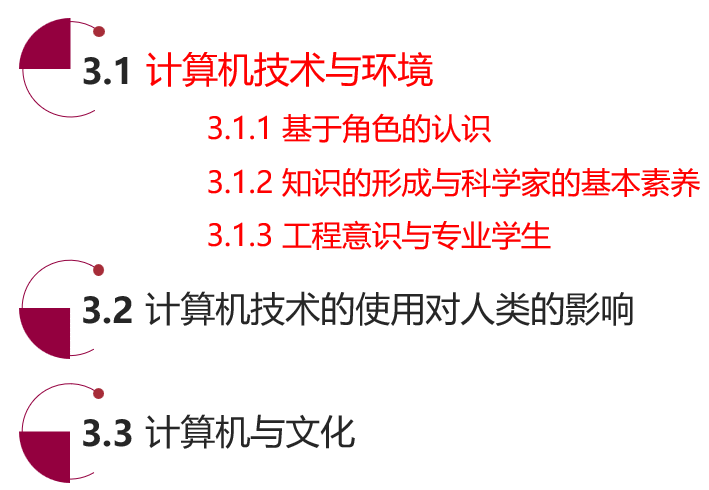 3.1 计算机技术与环境
3.1.1 基于角色的认识
3.1.2 知识的形成与科学家的基本素养
3.1.3 工程意识与专业学生
3.2 计算机技术的使用对人类的影响
3.3 计算机与文化